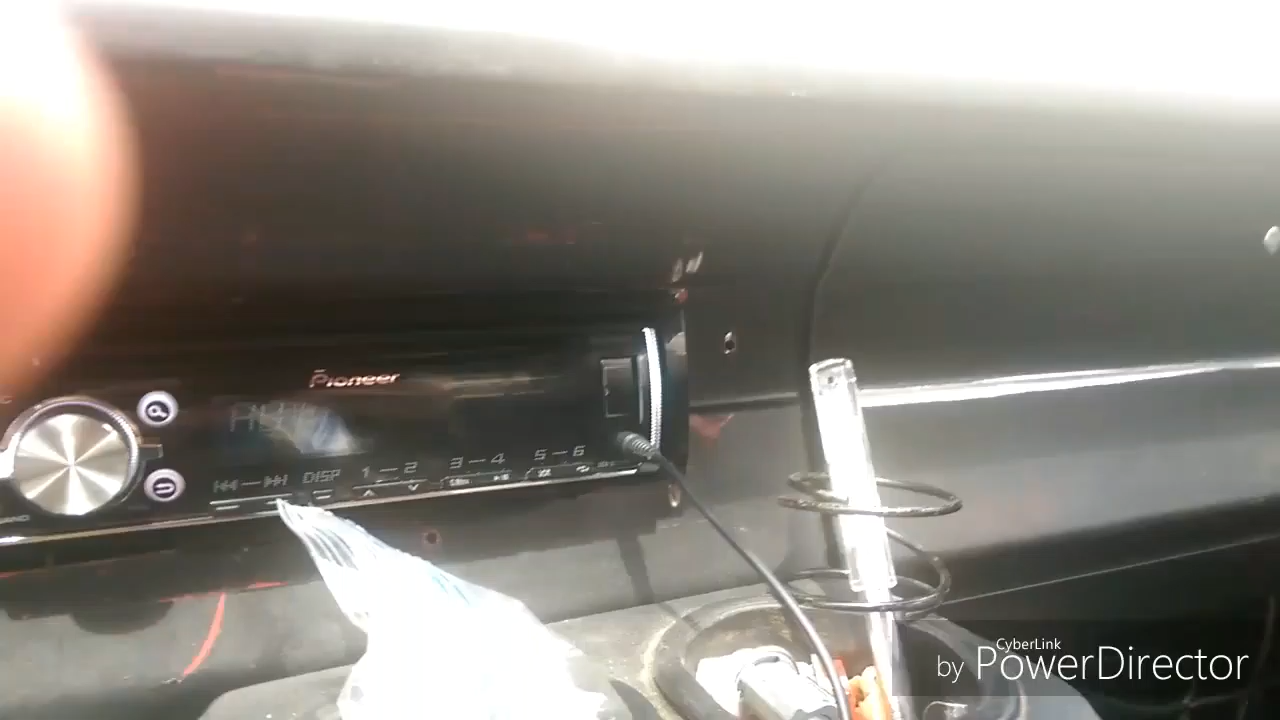 Pioneer
DISP 1 — 2 3 — 4 5 — 6
CyberLink
by PowerDirector